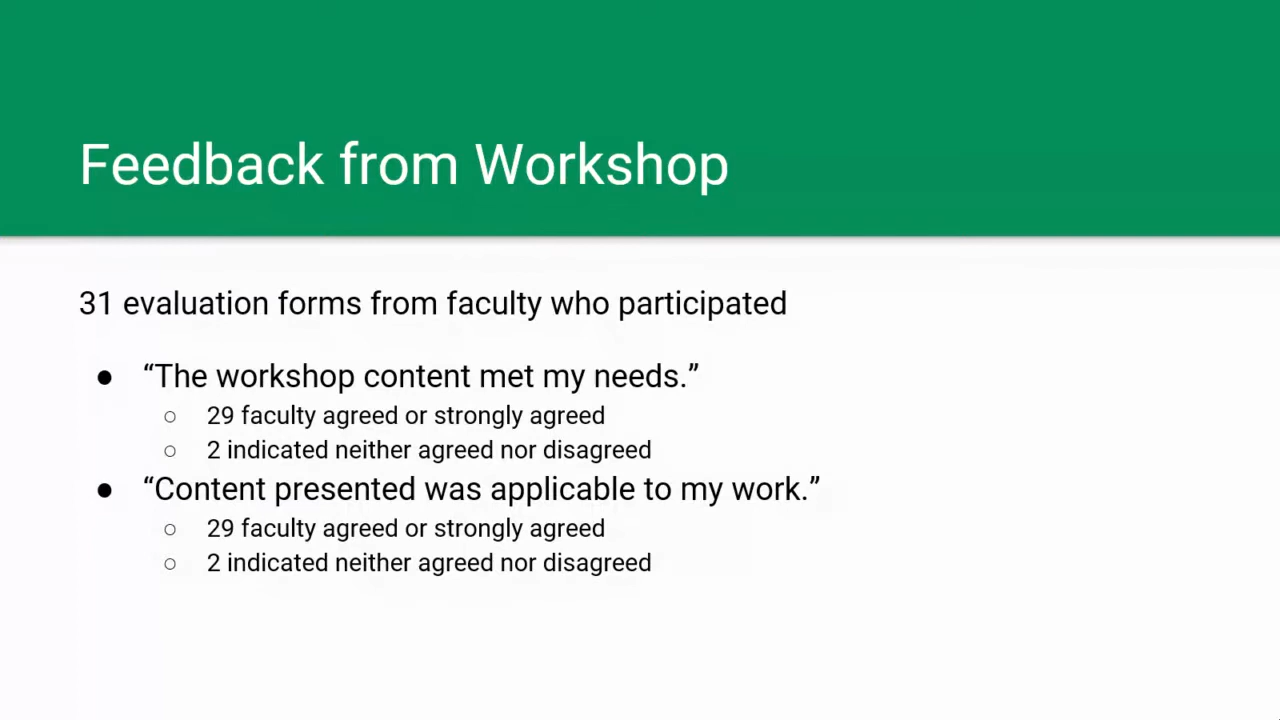 Feedback from Workshop
31 evaluation forms from faculty who participated
● “The workshop content met my needs.”
○ 29 faculty agreed or strongly agreed
○ 2 indicated neither agreed nor disagreed
● “Content presented was applicable to my work.”
○ 29 faculty agreed or strongly agreed
○ 2 indicated neither agreed nor disagreed